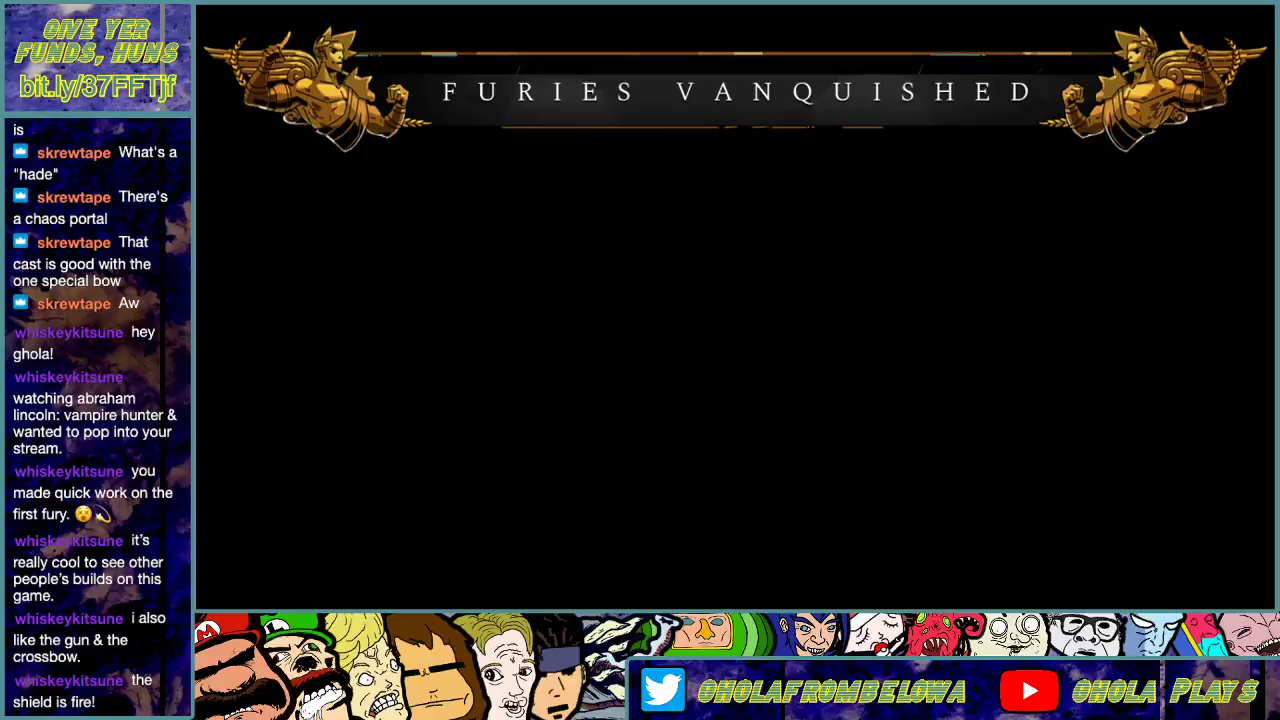 GIVE YER
FUNDS, HUNS
bit.ly/37FFTjf
FURIES VANQUISHED
is
skrewtape What's a
"hade"
skrewtape There's
a chaos portal
skrewtape That
cast is good with the
one special bow
skrewtape Aw
whiskeykitsune hey
ghola!
whiskeykitsune
watching abraham
lincoln: vampire hunter &
wanted to pop into your
stream.
whiskeykitsune you
made quick work on the
first fury. 😵💫
whiskeykitsune it's
really cool to see other
people's builds on this
game.
whiskeykitsune i also
like the gun & the
crossbow.
whiskeykitsune the
shield is fire!
M
L
GHOLAFROMBELOWA
GHOLA PLAYS